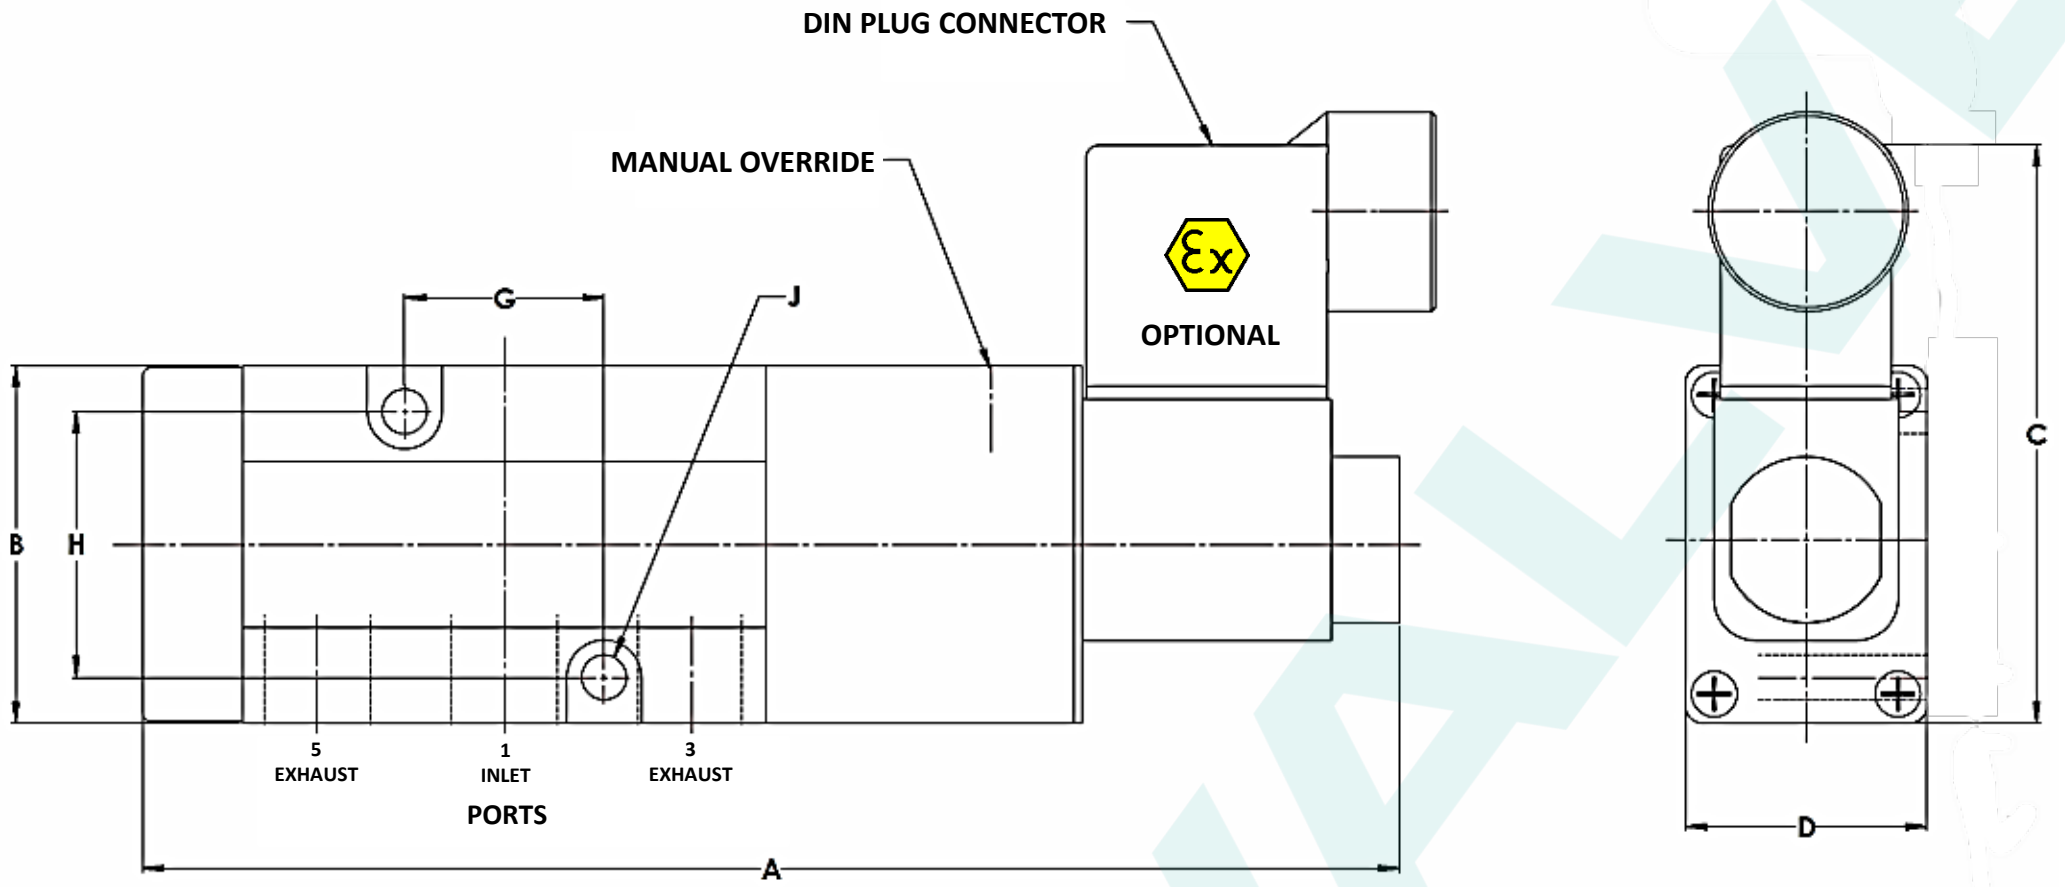 DIN PLUG CONNECTOR
MANUAL OVERRIDE
Ex
OPTIONAL
G
J
B
H
C
5
EXHAUST
1
INLET
3
EXHAUST
PORTS
D
A